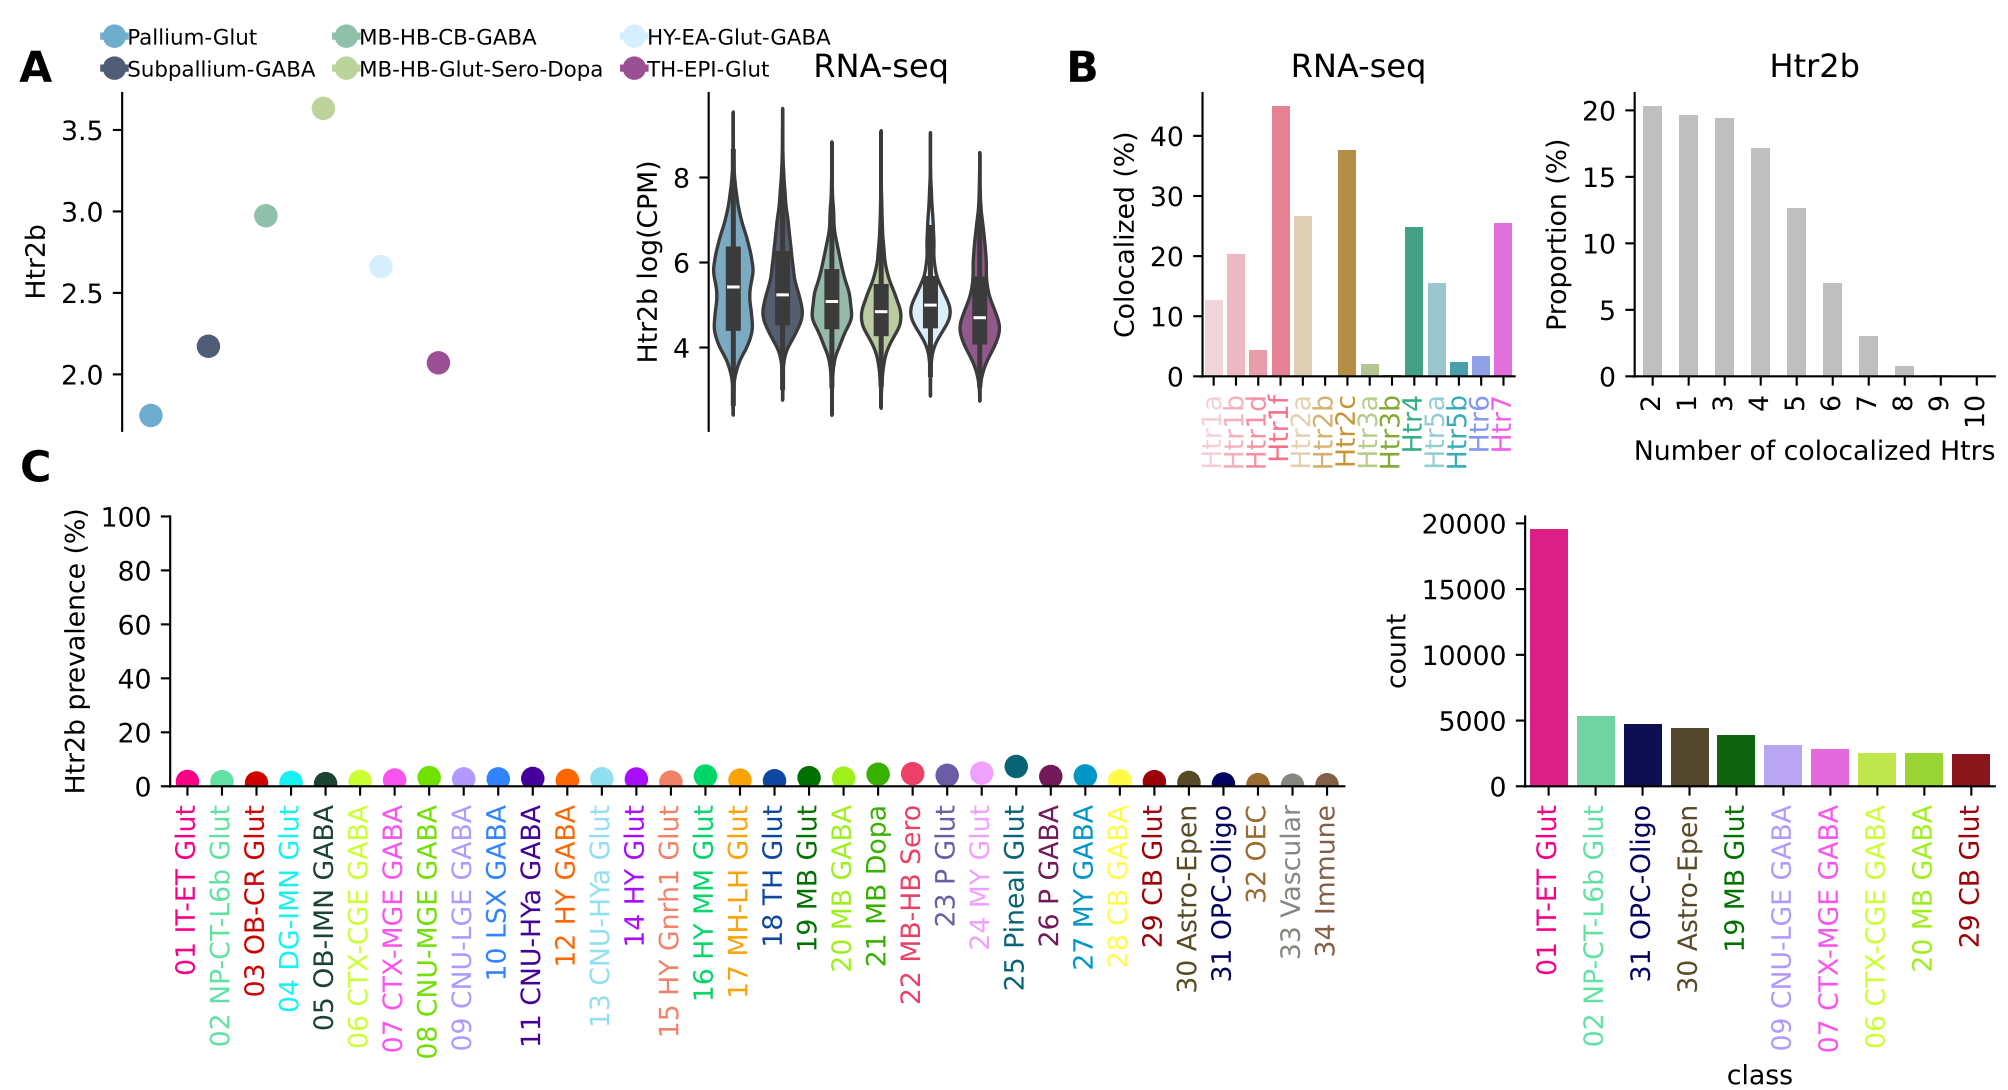 A
Pallium-Glut
MB-HB-CB-GABA
HY-EA-Glut-GABA
Subpallium-GABA
MB-HB-Glut-Sero-Dopa
TH-EPI-Glut
Htr2b
3.5
3.0
2.5
2.0
RNA-seq
Htr2b log(CPM)
8
6
4
B
RNA-seq
Colocalized (%)
40
30
20
10
0
Htr1a
Htr1b
Htr1d
Htr1f
Htr2a
Htr2b
Htr2c
Htr3a
Htr3b
Htr4
Htr5a
Htr5b
Htr6
Htr7
Htr2b
Proportion (%)
20
15
10
5
0
2
1
3
4
5
6
7
8
9
10
Number of colocalized Htrs
C
Htr2b prevalence (%)
100
80
60
40
20
0
01 IT-ET Glut
02 NP-CT-L6b Glut
03 OB-CR Glut
04 DG-IMN Glut
05 OB-IMN GABA
06 CTX-CGE GABA
07 CTX-MGE GABA
08 CNU-MGE GABA
09 CNU-LGE GABA
10 LSX GABA
11 CNU-HYa GABA
12 HY GABA
13 CNU-HYa Glut
14 HY Glut
15 HY Gnrh1 Glut
16 HY MM Glut
17 MH-LH Glut
18 TH Glut
19 MB Glut
20 MB GABA
21 MB Dopa
22 MB-HB Sero
23 P Glut
24 MY Glut
25 Pineal Glut
26 P GABA
27 MY GABA
28 CB GABA
29 CB Glut
30 Astro-Epen
31 OPC-Oligo
32 OEC
33 Vascular
34 Immune
count
20000
15000
10000
5000
0
01 IT-ET Glut
02 NP-CT-L6b Glut
31 OPC-Oligo
30 Astro-Epen
19 MB Glut
09 CNU-LGE GABA
07 CTX-MGE GABA
06 CTX-CGE GABA
20 MB GABA
29 CB Glut
class